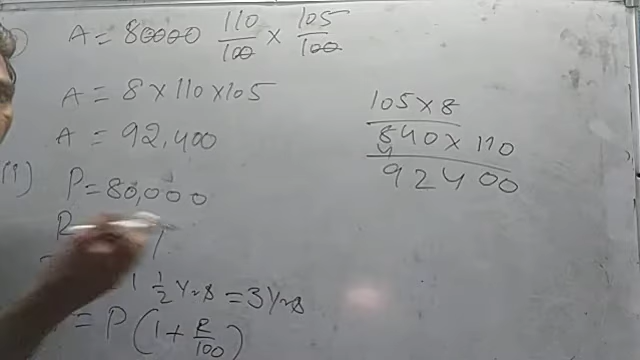 A = 80000 110/100 × 105/100
A = 8×110×105
A = 92,400
P = 80,000
R
1 1/2 Yrs = 3 Yrs
= P(1 + R/100)
105×8
840×110
92400